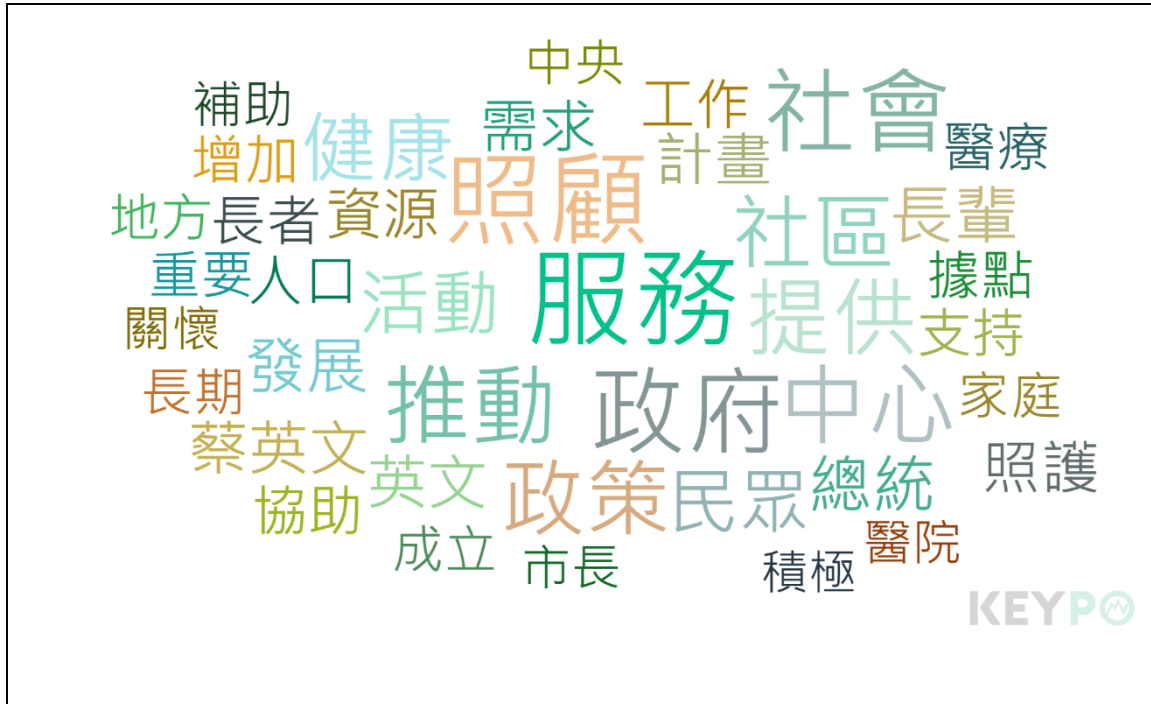 中央
補助
工作
社會
健康
需求
增加
計畫
醫療
照顧
地方
長者
資源
社區
長輩
重要
人口
活動
服務
提供
據點
關懷
支持
發展
長期
推動
政府
中心
家庭
蔡英文
英文
政策
民眾
總統
照護
協助
成立
市長
積極
醫院
KEYPO